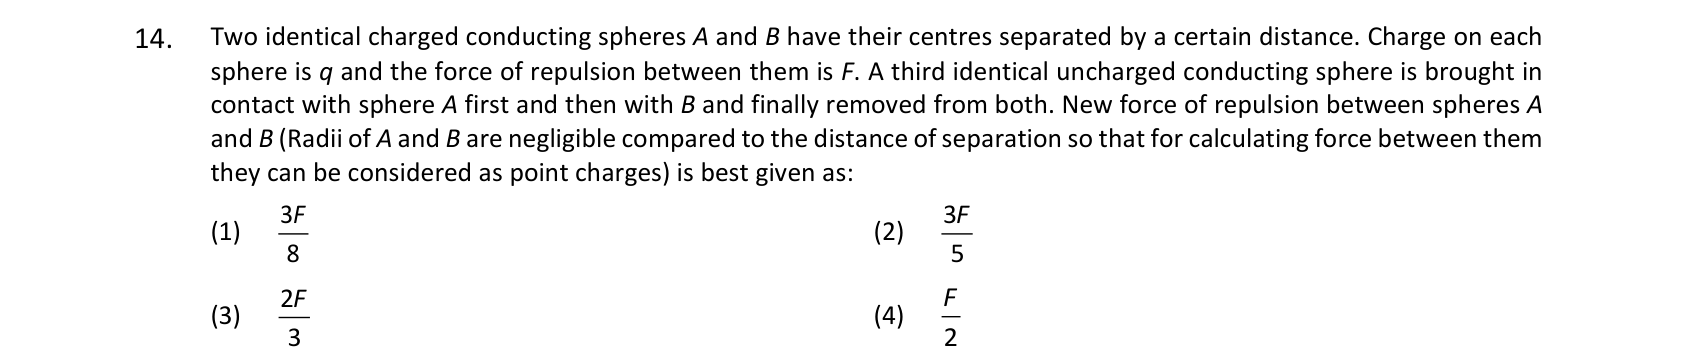 14. Two identical charged conducting spheres A and B have their centres separated by a certain distance. Charge on each
sphere is q and the force of repulsion between them is F. A third identical uncharged conducting sphere is brought in
contact with sphere A first and then with B and finally removed from both. New force of repulsion between spheres A
and B (Radii of A and B are negligible compared to the distance of separation so that for calculating force between them
they can be considered as point charges) is best given as:
(1) 3F/8 (2) 3F/5
(3) 2F/3 (4) F/2